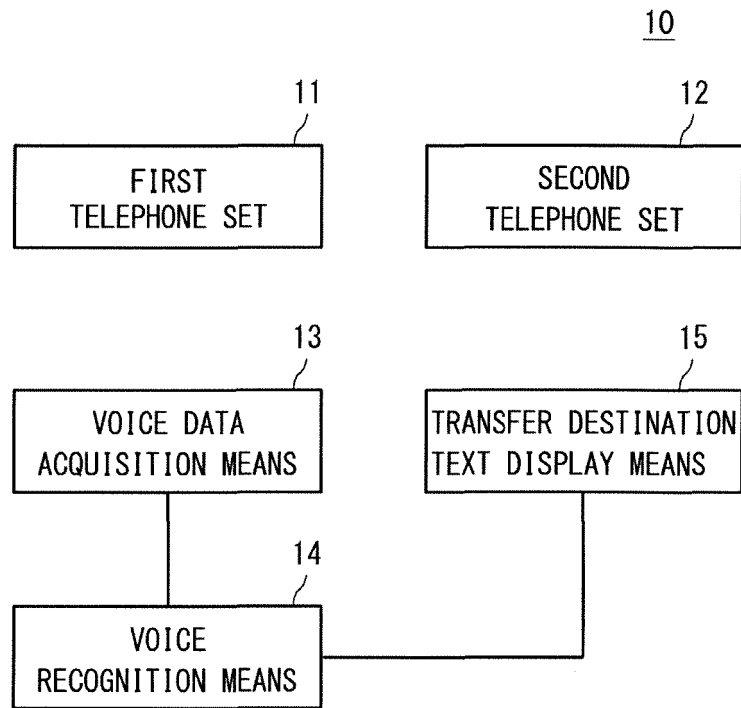 10
11
12
FIRST
TELEPHONE SET
SECOND
TELEPHONE SET
13
15
VOICE DATA
ACQUISITION MEANS
TRANSFER DESTINATION
TEXT DISPLAY MEANS
14
VOICE
RECOGNITION MEANS